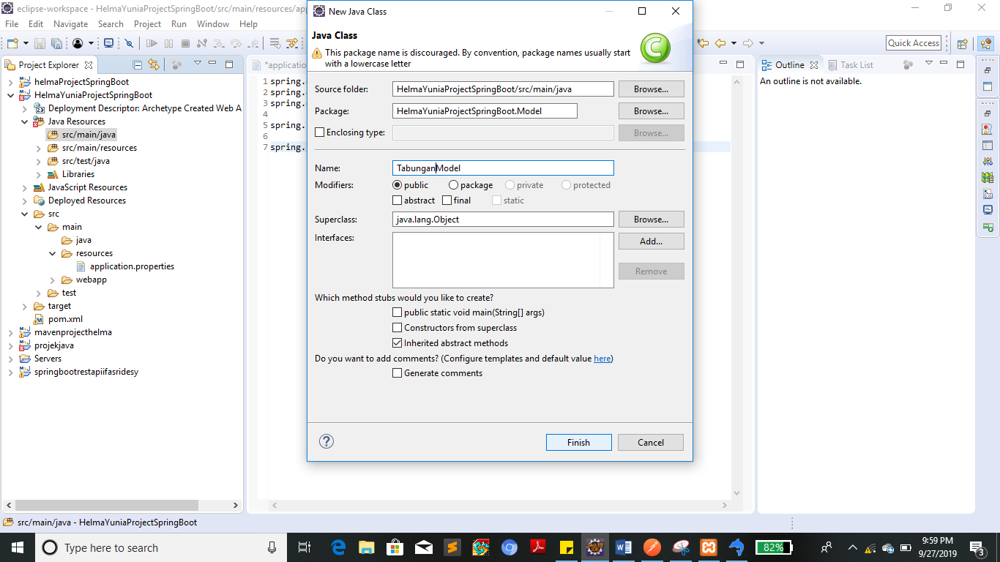 eclipse-workspace - HelmaYuniaProjectSpringBoot/src/main/resources/ap
File Edit Navigate Search Project Run Window Help
Quick Access
Project Explorer
helmaProjectSpringBoot
HelmaYuniaProjectSpringBoot
Deployment Descriptor: Archetype Created Web A
Java Resources
src/main/java
src/main/resources
src/test/java
Libraries
JavaScript Resources
Deployed Resources
src
main
java
resources
application.properties
webapp
test
target
pom.xml
mavenprojecthelma
projekjava
Servers
springbootrestapiifasridesy
*applicatio
1 spring.
2 spring.
3 spring.
4
5 spring.
6
7 spring.
New Java Class
Java Class
This package name is discouraged. By convention, package names usually start
with a lowercase letter
Source folder: HelmaYuniaProjectSpringBoot/src/main/java Browse...
Package: HelmaYuniaProjectSpringBoot.Model Browse...
Enclosing type: Browse...
Name: TabunganModel
Modifiers: public package private protected
abstract final static
Superclass: java.lang.Object Browse...
Interfaces: Add...
Remove
Which method stubs would you like to create?
public static void main(String[] args)
Constructors from superclass
Inherited abstract methods
Do you want to add comments? (Configure templates and default value here)
Generate comments
Finish Cancel
Outline Task List
An outline is not available.
src/main/java - HelmaYuniaProjectSpringBoot
Type here to search
82%
9:59 PM
9/27/2019
3